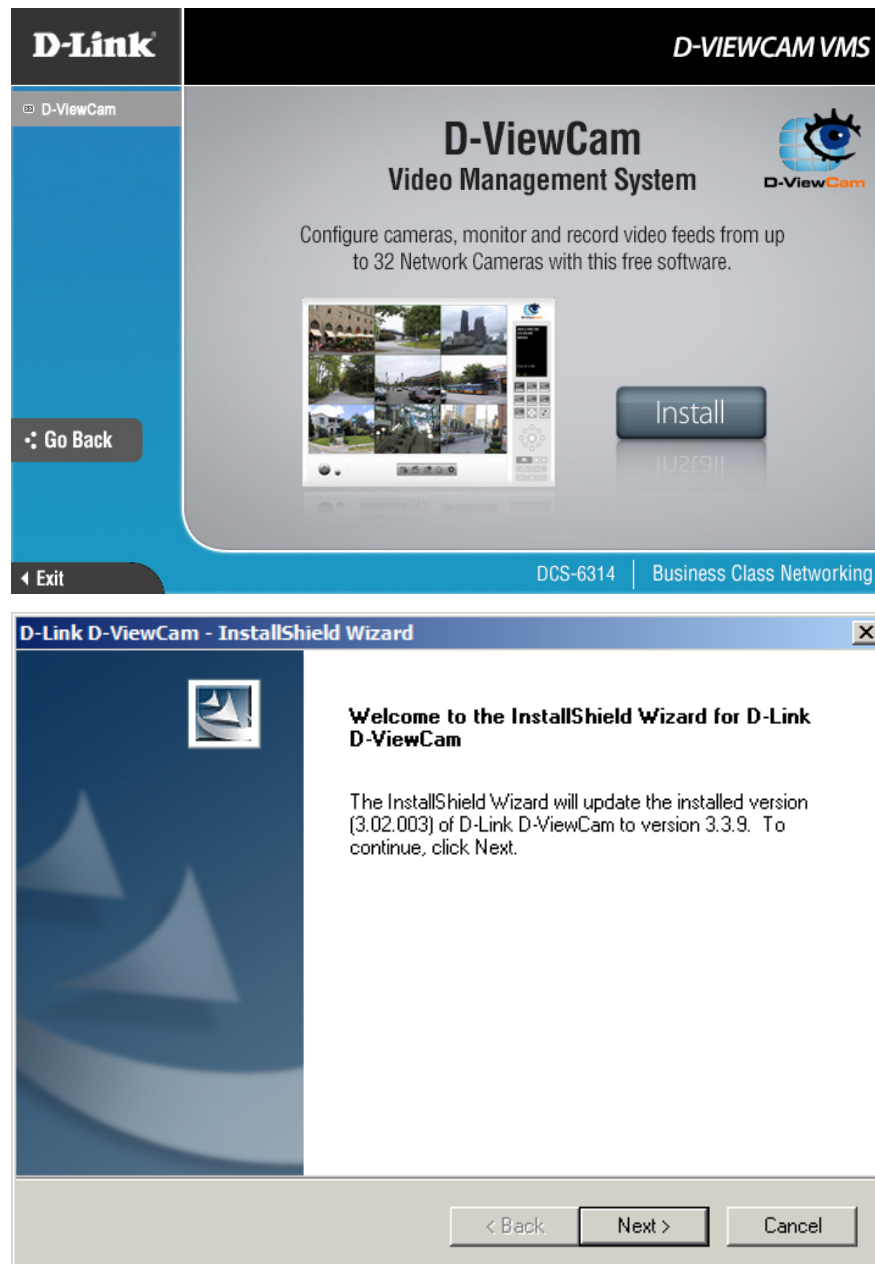 D-Link
D-VIEWCAM VMS
D-ViewCam
D-ViewCam
Video Management System
D-ViewCam
Configure cameras, monitor and record video feeds from up
to 32 Network Cameras with this free software.
Install
Go Back
Exit
DCS-6314
Business Class Networking
D-Link D-ViewCam - InstallShield Wizard
Welcome to the InstallShield Wizard for D-Link
D-ViewCam
The InstallShield Wizard will update the installed version
(3.02.003) of D-Link D-ViewCam to version 3.3.9. To
continue, click Next.
< Back
Next >
Cancel